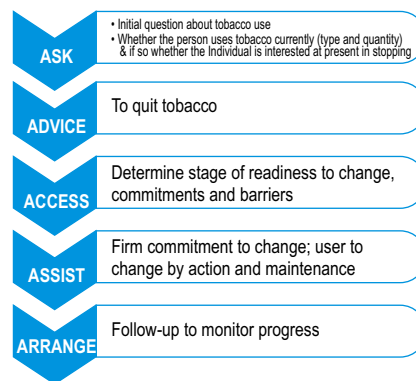 ASK
• Initial question about tobacco use
• Whether the person uses tobacco currently (type and quantity)
& if so whether the Individual is interested at present in stopping
ADVICE
To quit tobacco
ACCESS
Determine stage of readiness to change,
commitments and barriers
ASSIST
Firm commitment to change; user to
change by action and maintenance
ARRANGE
Follow-up to monitor progress